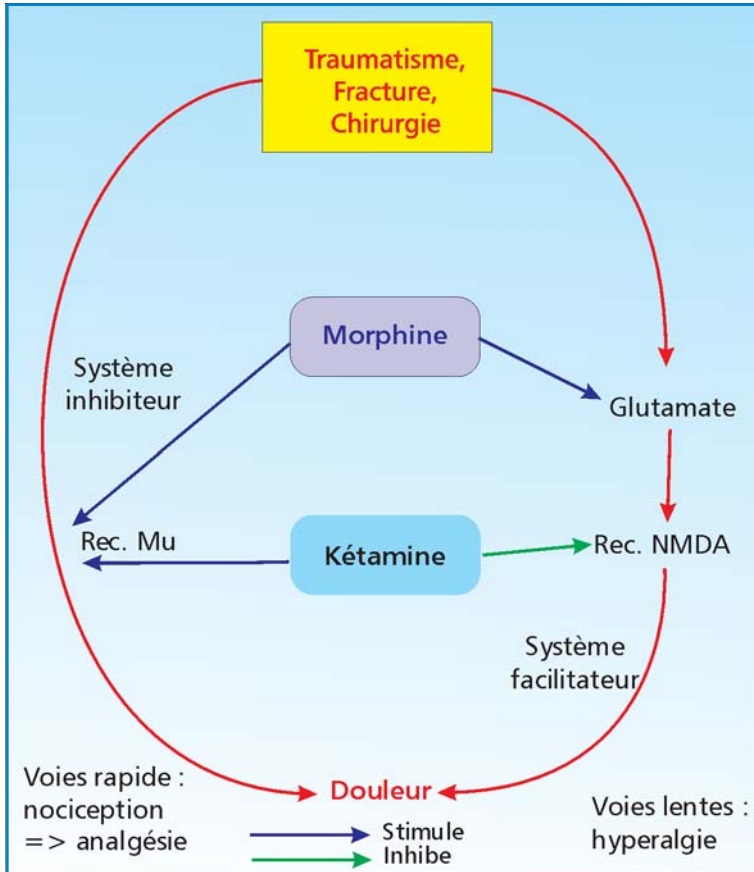 Traumatisme,
Fracture,
Chirurgie
Morphine
Système
inhibiteur
Glutamate
Rec. Mu
Kétamine
Rec. NMDA
Système
facilitateur
Voies rapide :
nociception
=> analgésie
Douleur
Stimule
Inhibe
Voies lentes :
hyperalgie